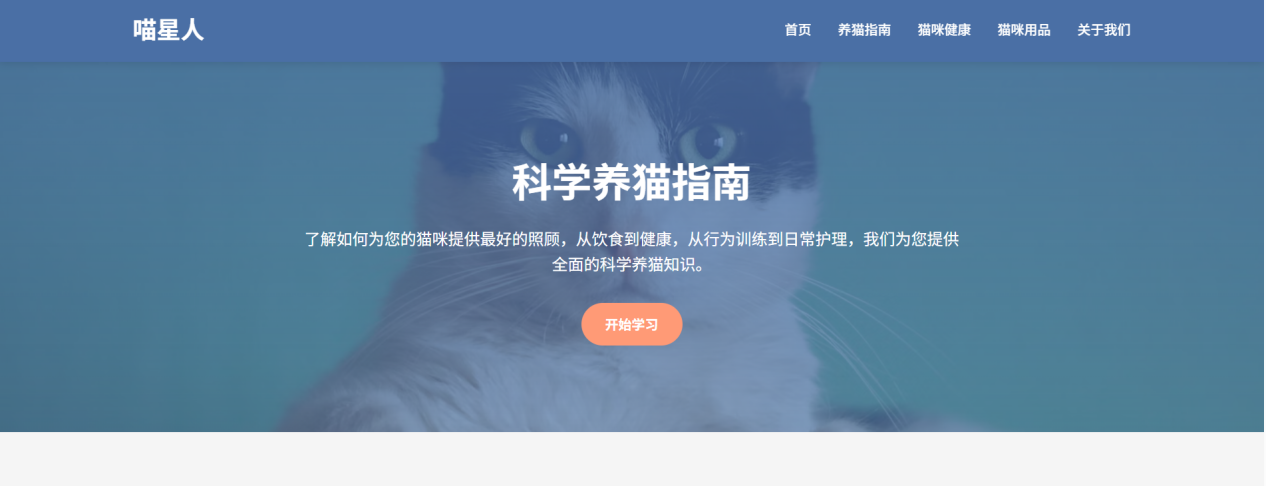 喵星人
首页 养猫指南 猫咪健康 猫咪用品 关于我们
科学养猫指南
了解如何为您的猫咪提供最好的照顾，从饮食到健康，从行为训练到日常护理，我们为您提供
全面的科学养猫知识。
开始学习